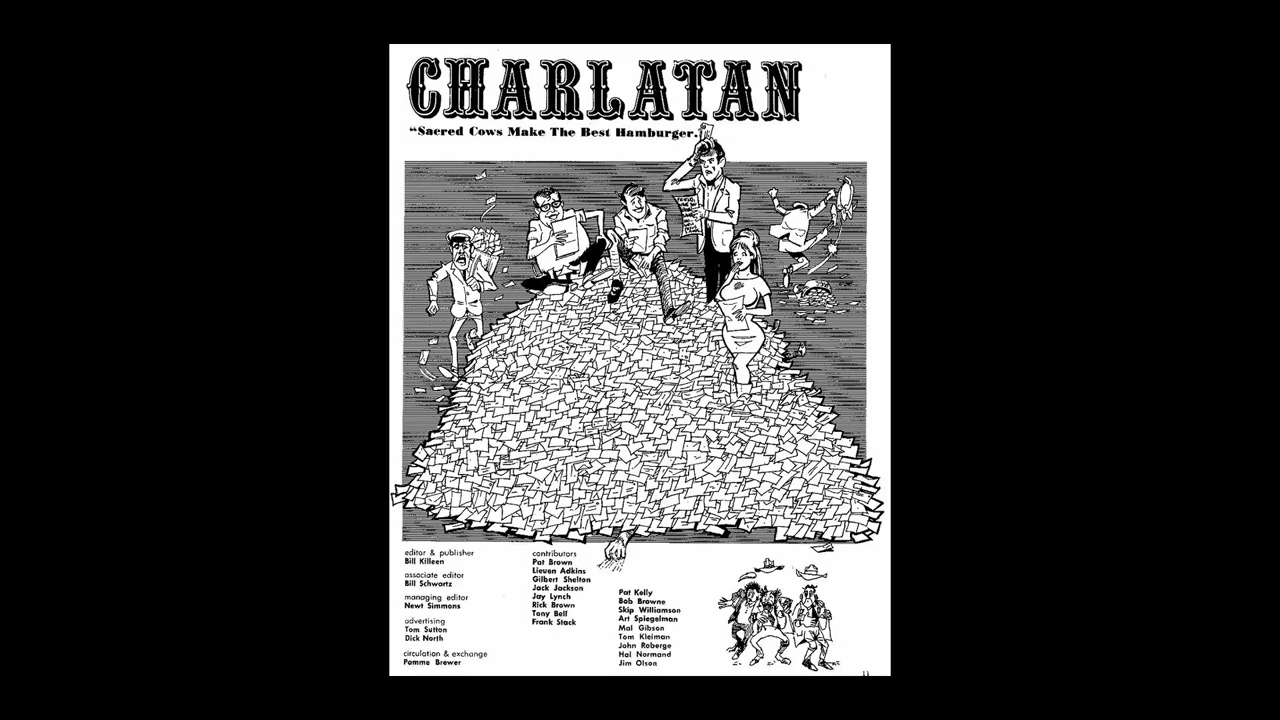 CHARLATAN
“Sacred Cows Make The Best Hamburger.
editor & publisher
Bill Killeen
associate editor
Bill Schwartz
managing editor
Newt Simmons
advertising
Tom Sutton
Dick North
circulation & exchange
Pamme Brewer
contributors
Pat Brown
Lieuen Adkins
Gilbert Shelton
Jack Jackson
Jay Lynch
Rick Brown
Tony Bell
Frank Stack
Pat Kelly
Bob Browne
Skip Williamson
Art Spiegelman
Mal Gibson
Tom Kleiman
John Roberge
Hal Normand
Jim Olson
11